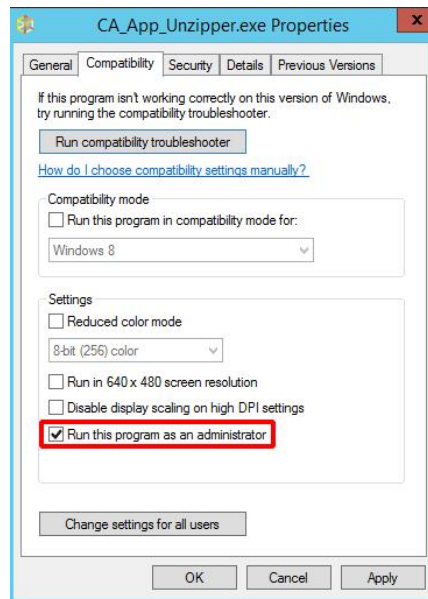 CA_App_Unzipper.exe Properties
x
General Compatibility Security Details Previous Versions
If this program isn't working correctly on this version of Windows,
try running the compatibility troubleshooter.
Run compatibility troubleshooter
How do I choose compatibility settings manually?
Compatibility mode
Run this program in compatibility mode for:
Windows 8
Settings
Reduced color mode
8-bit (256) color
Run in 640 x 480 screen resolution
Disable display scaling on high DPI settings
Run this program as an administrator
Change settings for all users
OK Cancel Apply